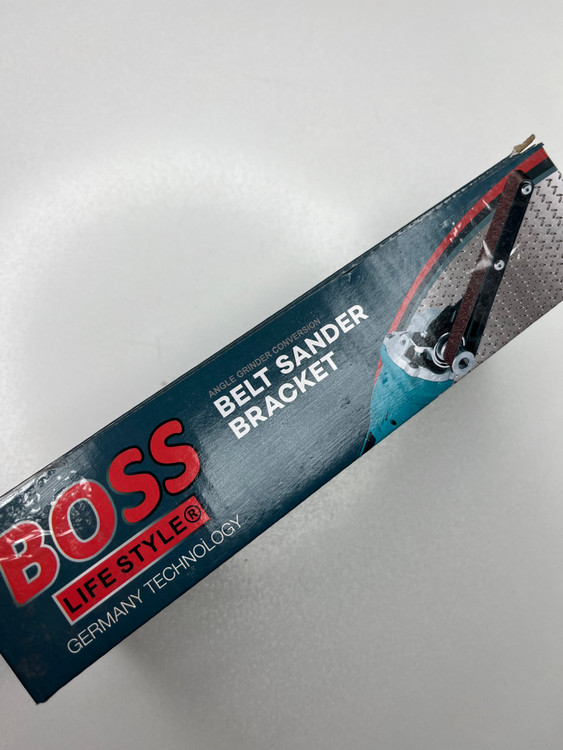 BOSS
LIFE STYLE®
GERMANY TECHNOLOGY
ANGLE GRINDER CONVERSION
BELT SANDER
BRACKET